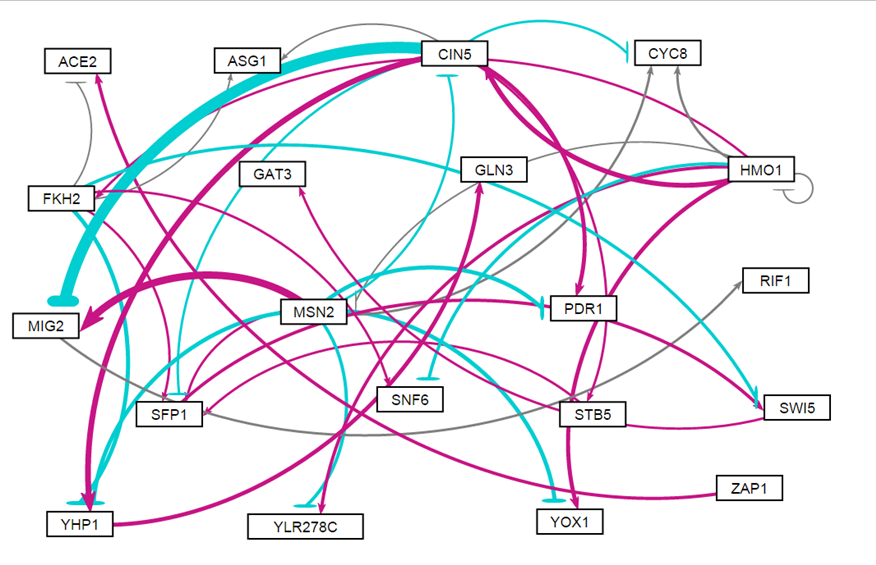 ACE2
ASG1
CIN5
CYC8
FKH2
GAT3
GLN3
HMO1
MIG2
MSN2
PDR1
RIF1
SFP1
SNF6
STB5
SWI5
YHP1
YLR278C
YOX1
ZAP1